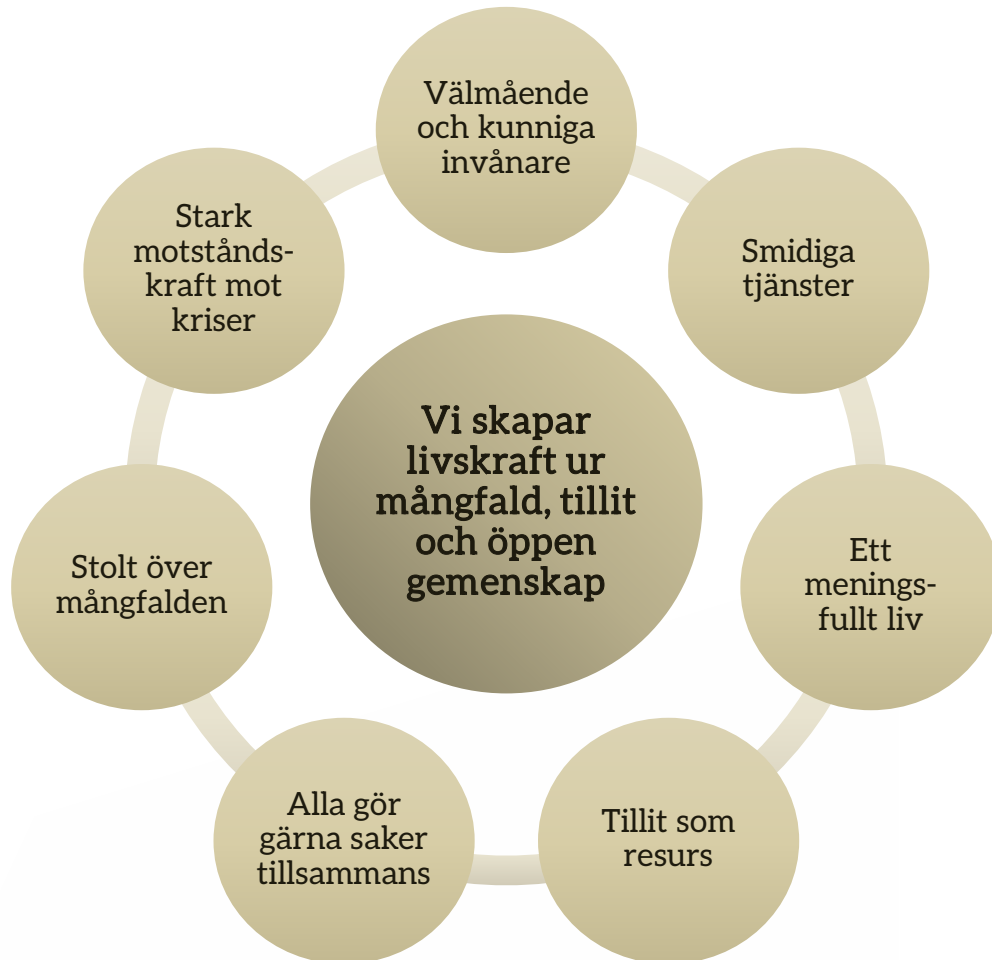 Välmående
och kunniga
invånare
Smidiga
tjänster
Ett
menings-
fullt liv
Tillit som
resurs
Alla gör
gärna saker
tillsammans
Stolt över
mångfalden
Stark
motstånds-
kraft mot
kriser
Vi skapar
livskraft ur
mångfald, tillit
och öppen
gemenskap